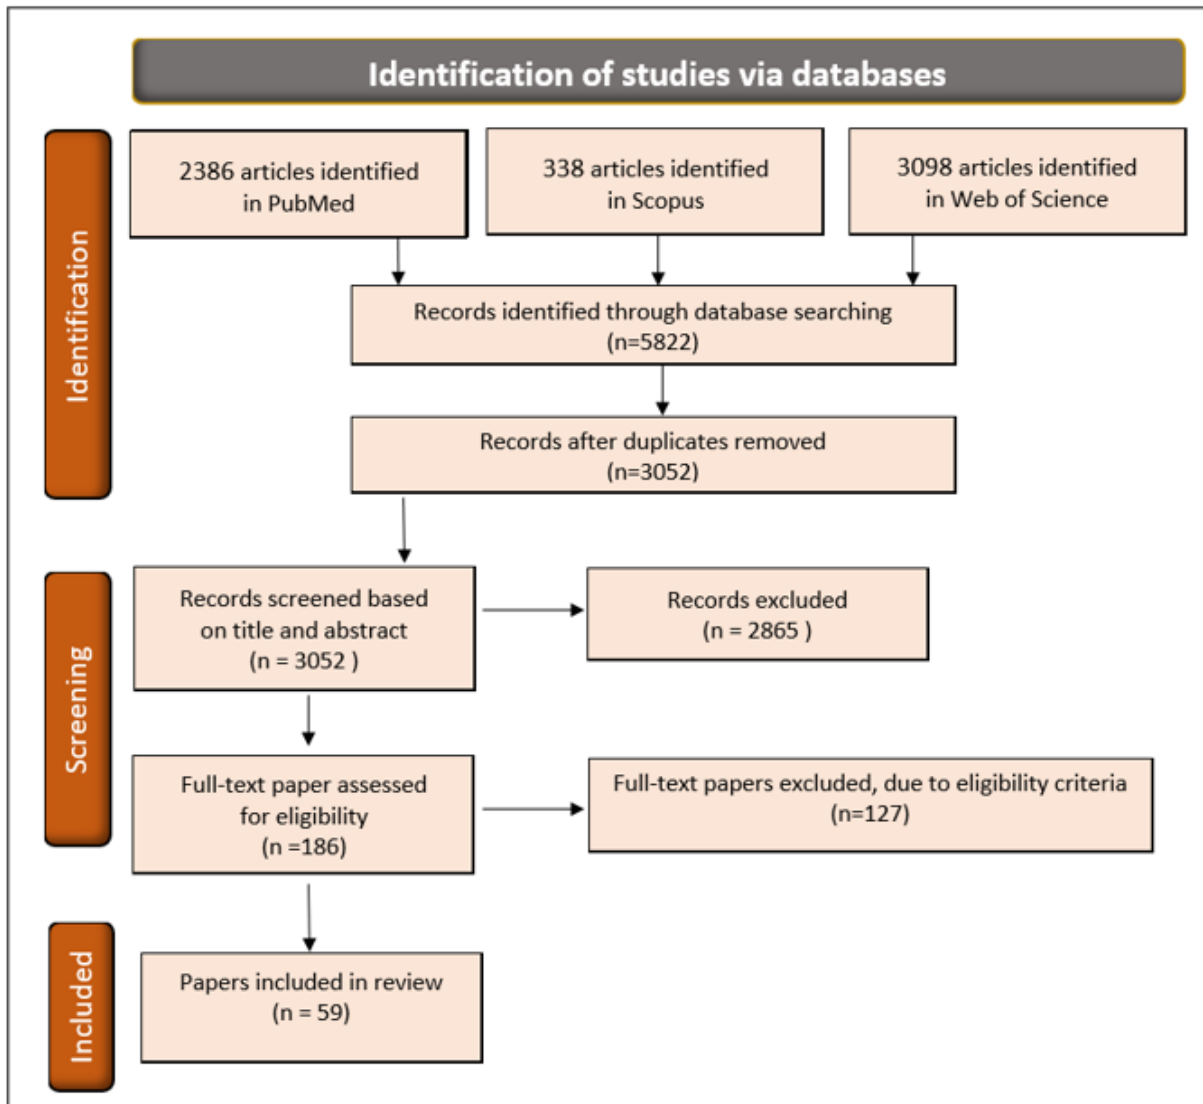 Identification of studies via databases
Identification
2386 articles identified
in PubMed
338 articles identified
in Scopus
3098 articles identified
in Web of Science
Records identified through database searching
(n=5822)
Records after duplicates removed
(n=3052)
Screening
Records screened based
on title and abstract
(n = 3052 )
Records excluded
(n = 2865 )
Full-text paper assessed
for eligibility
(n =186)
Full-text papers excluded, due to eligibility criteria
(n=127)
Included
Papers included in review
(n = 59)